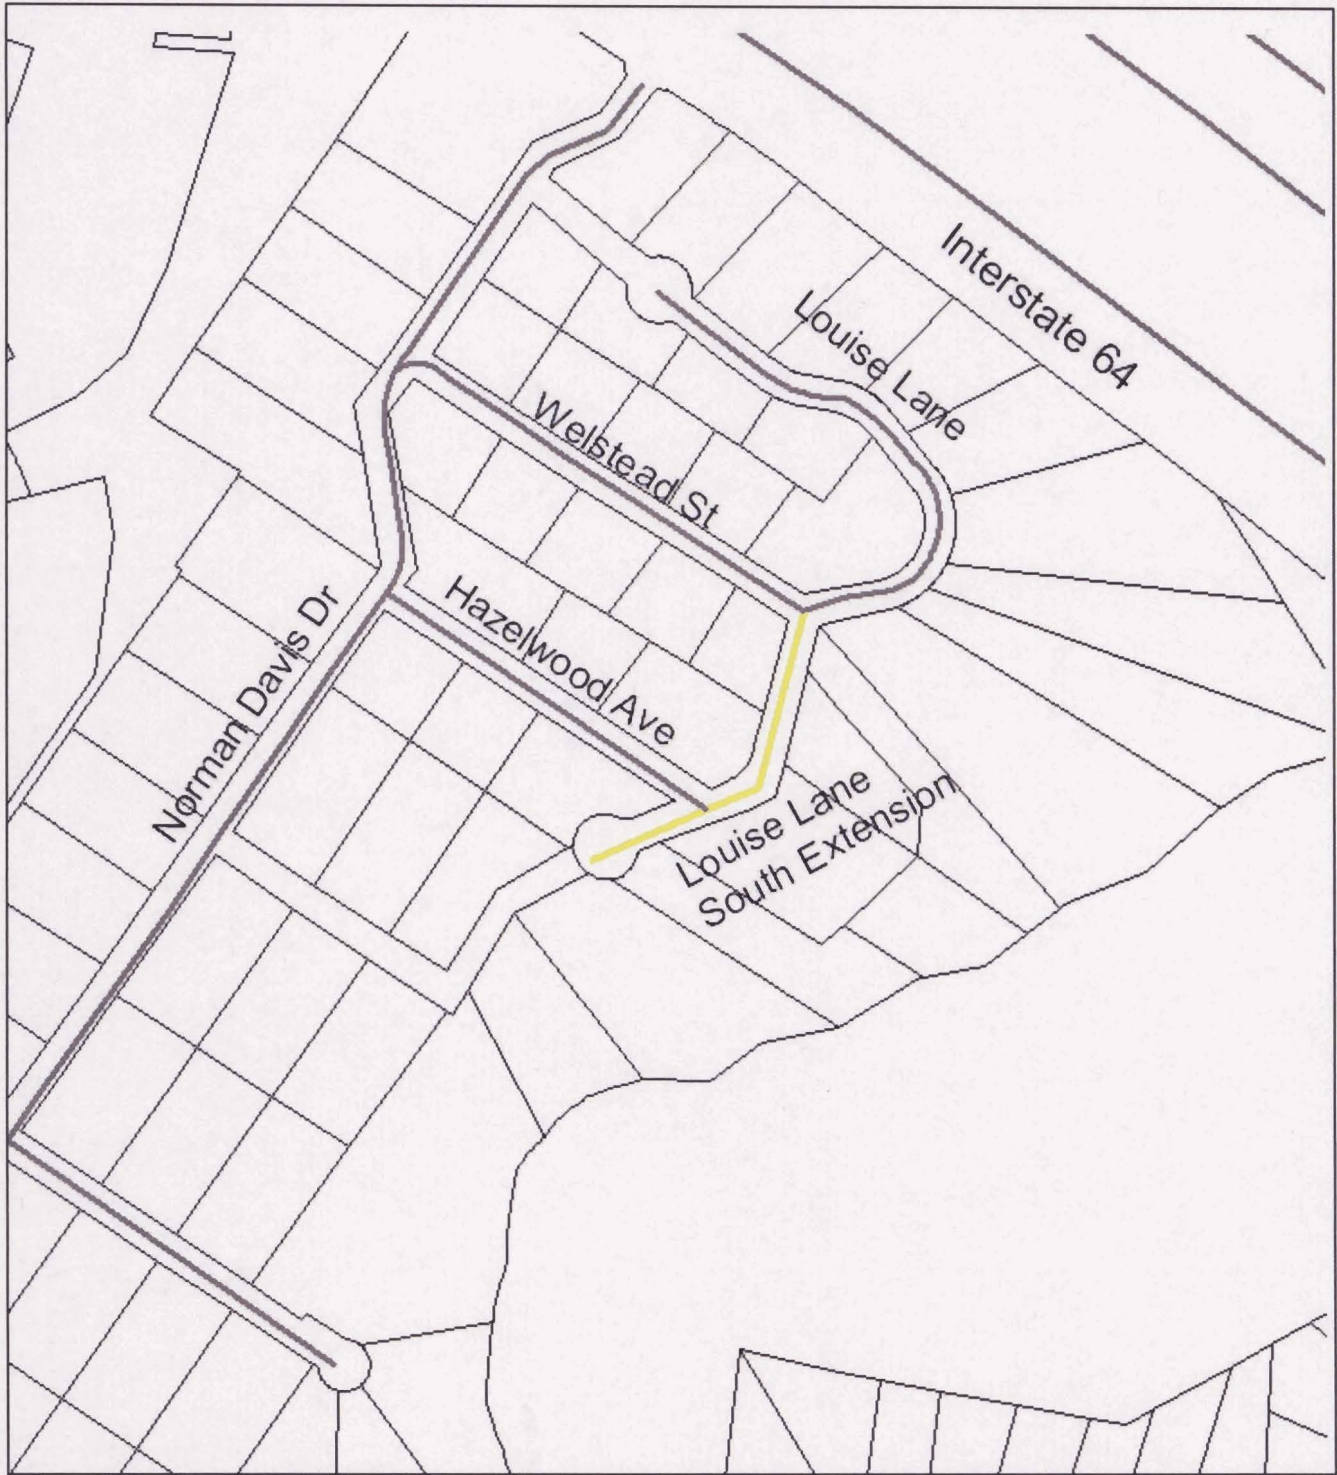 Interstate 64
Louise Lane
Welstead St
Hazelwood Ave
Norman Davis Dr
Louise Lane
South Extension